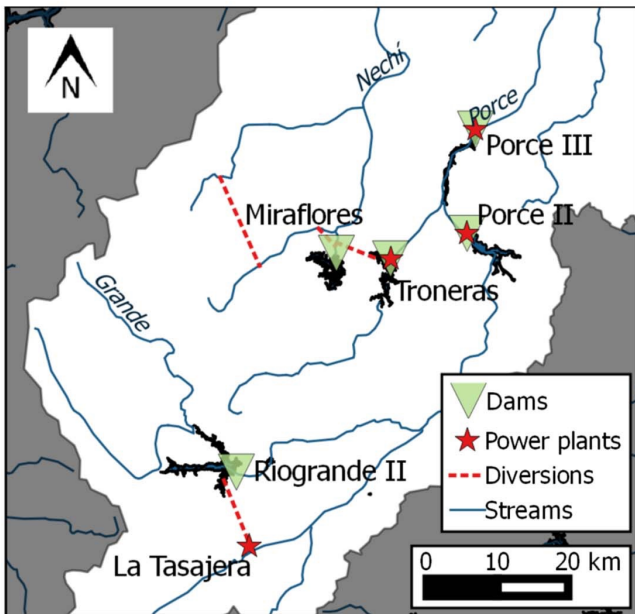 N
Nechí
Porce
Porce III
Miraflores
Porce II
Troneras
Grande
Riogrande II
La Tasajera
Dams
Power plants
Diversions
Streams
0 10 20 km